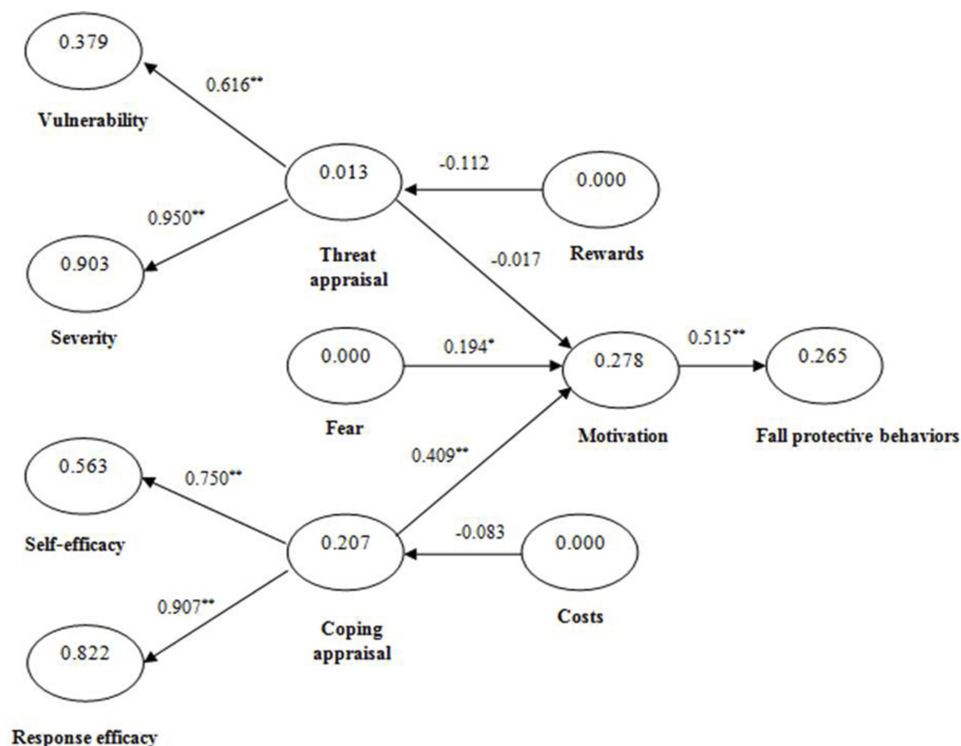 0.379
0.616**
Vulnerability
0.013
-0.112
0.000
0.950**
0.903
Threat
appraisal
Rewards
-0.017
Severity
0.000
0.194*
0.278
0.515**
0.265
Fear
Motivation
Fall protective behaviors
0.409**
0.563
0.750**
Self-efficacy
0.207
-0.083
0.000
0.907**
Coping
appraisal
Costs
0.822
Response efficacy